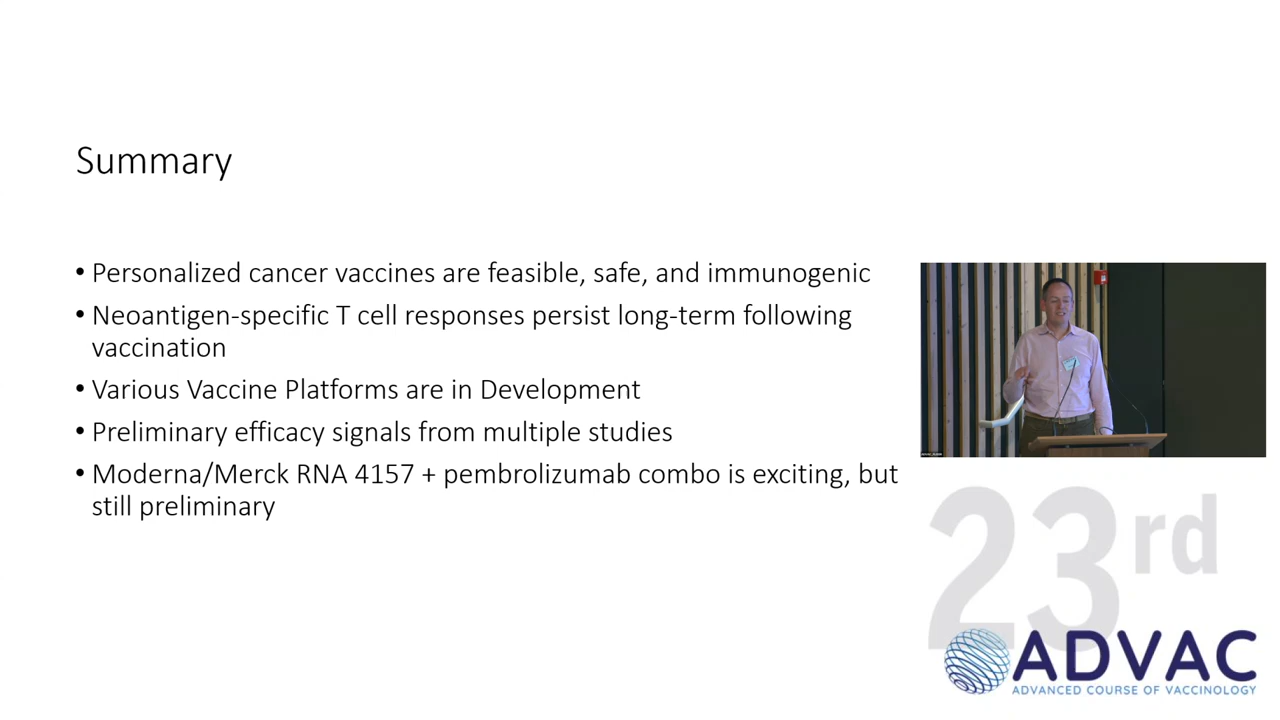 Summary
• Personalized cancer vaccines are feasible, safe, and immunogenic
• Neoantigen-specific T cell responses persist long-term following
vaccination
• Various Vaccine Platforms are in Development
• Preliminary efficacy signals from multiple studies
• Moderna/Merck RNA 4157 + pembrolizumab combo is exciting, but
still preliminary
23rd
ADVAC
ADVANCED COURSE OF VACCINOLOGY